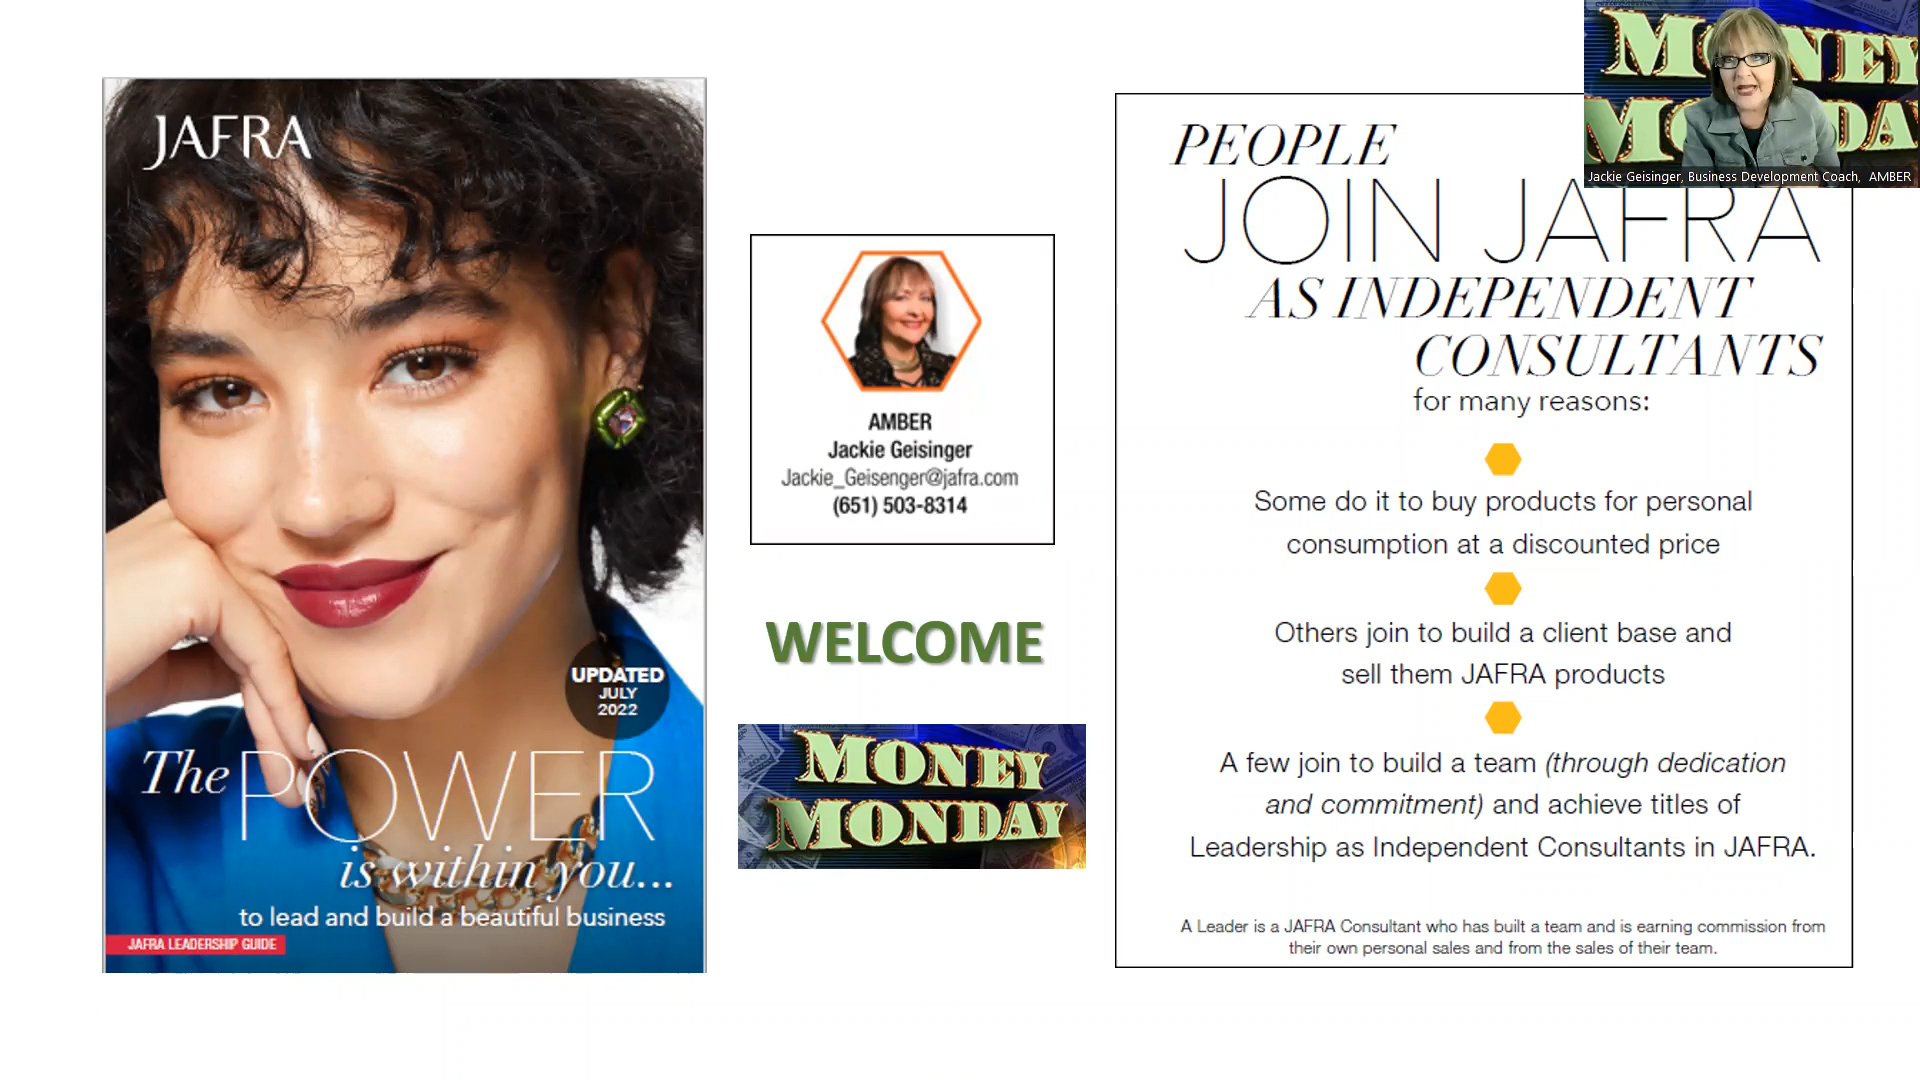 JAFRA
UPDATED
JULY
2022
The POWER
is within you...
to lead and build a beautiful business
JAFRA LEADERSHIP GUIDE
AMBER
Jackie Geisinger
Jackie_Geisenger@jafra.com
(651) 503-8314
WELCOME
MONEY
MONDAY
PEOPLE
JOIN JAFRA
AS INDEPENDENT
CONSULTANTS
for many reasons:
Some do it to buy products for personal
consumption at a discounted price
Others join to build a client base and
sell them JAFRA products
A few join to build a team (through dedication
and commitment) and achieve titles of
Leadership as Independent Consultants in JAFRA.
A Leader is a JAFRA Consultant who has built a team and is earning commission from
their own personal sales and from the sales of their team.
MONEY
MONDA
Jackie Geisinger, Business Development Coach, AMBER